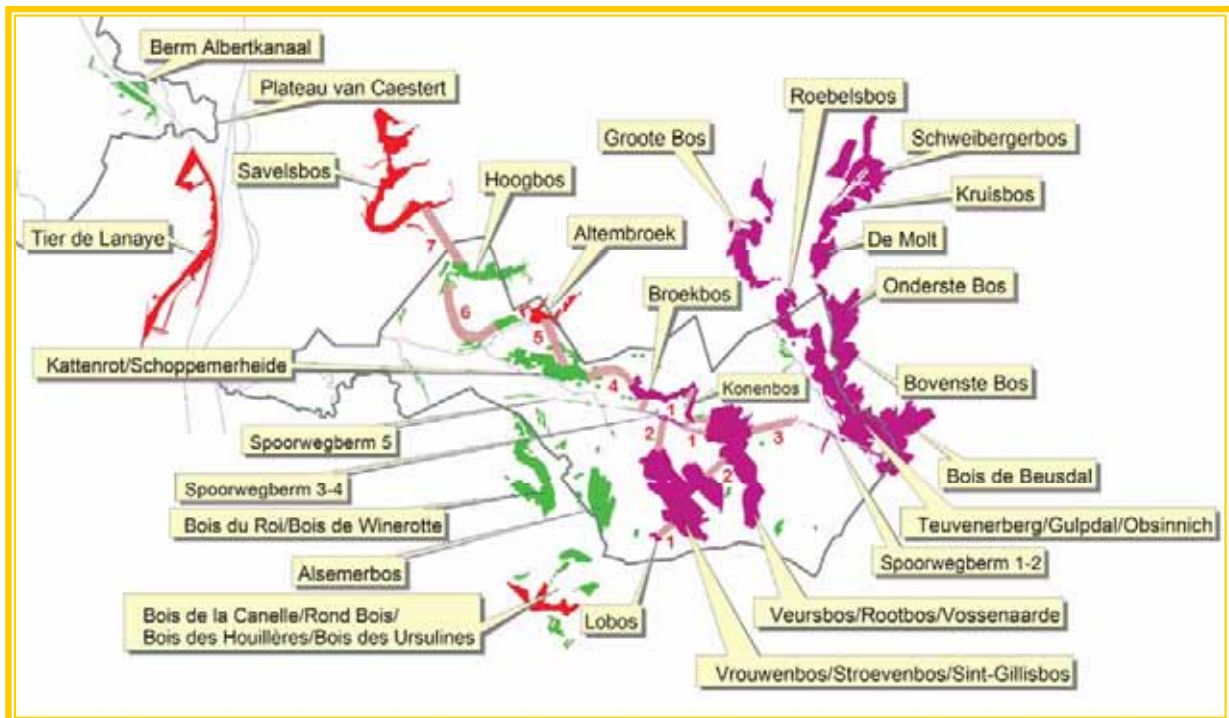 Berm Albertkanaal
Plateau van Caestert
Roebelsbos
Groote Bos
Schweibergerbos
Savelsbos
Hoogbos
Kruisbos
Tier de Lanaye
Altembroek
De Molt
7
Broekbos
Onderste Bos
6
5
Kattenrot/Schoppemerheide
4
Konenbos
Bovenste Bos
1
Spoorwegberm 5
2
1
3
Spoorwegberm 3-4
2
Bois de Beusdal
Bois du Roi/Bois de Winerotte
Teuvenerberg/Gulpdal/Obsinnich
1
Alsemerbos
Spoorwegberm 1-2
Bois de la Canelle/Rond Bois/
Bois des Houillères/Bois des Ursulines
Lobos
Veursbos/Rootbos/Vossenaarde
Vrouwenbos/Stroevenbos/Sint-Gillisbos